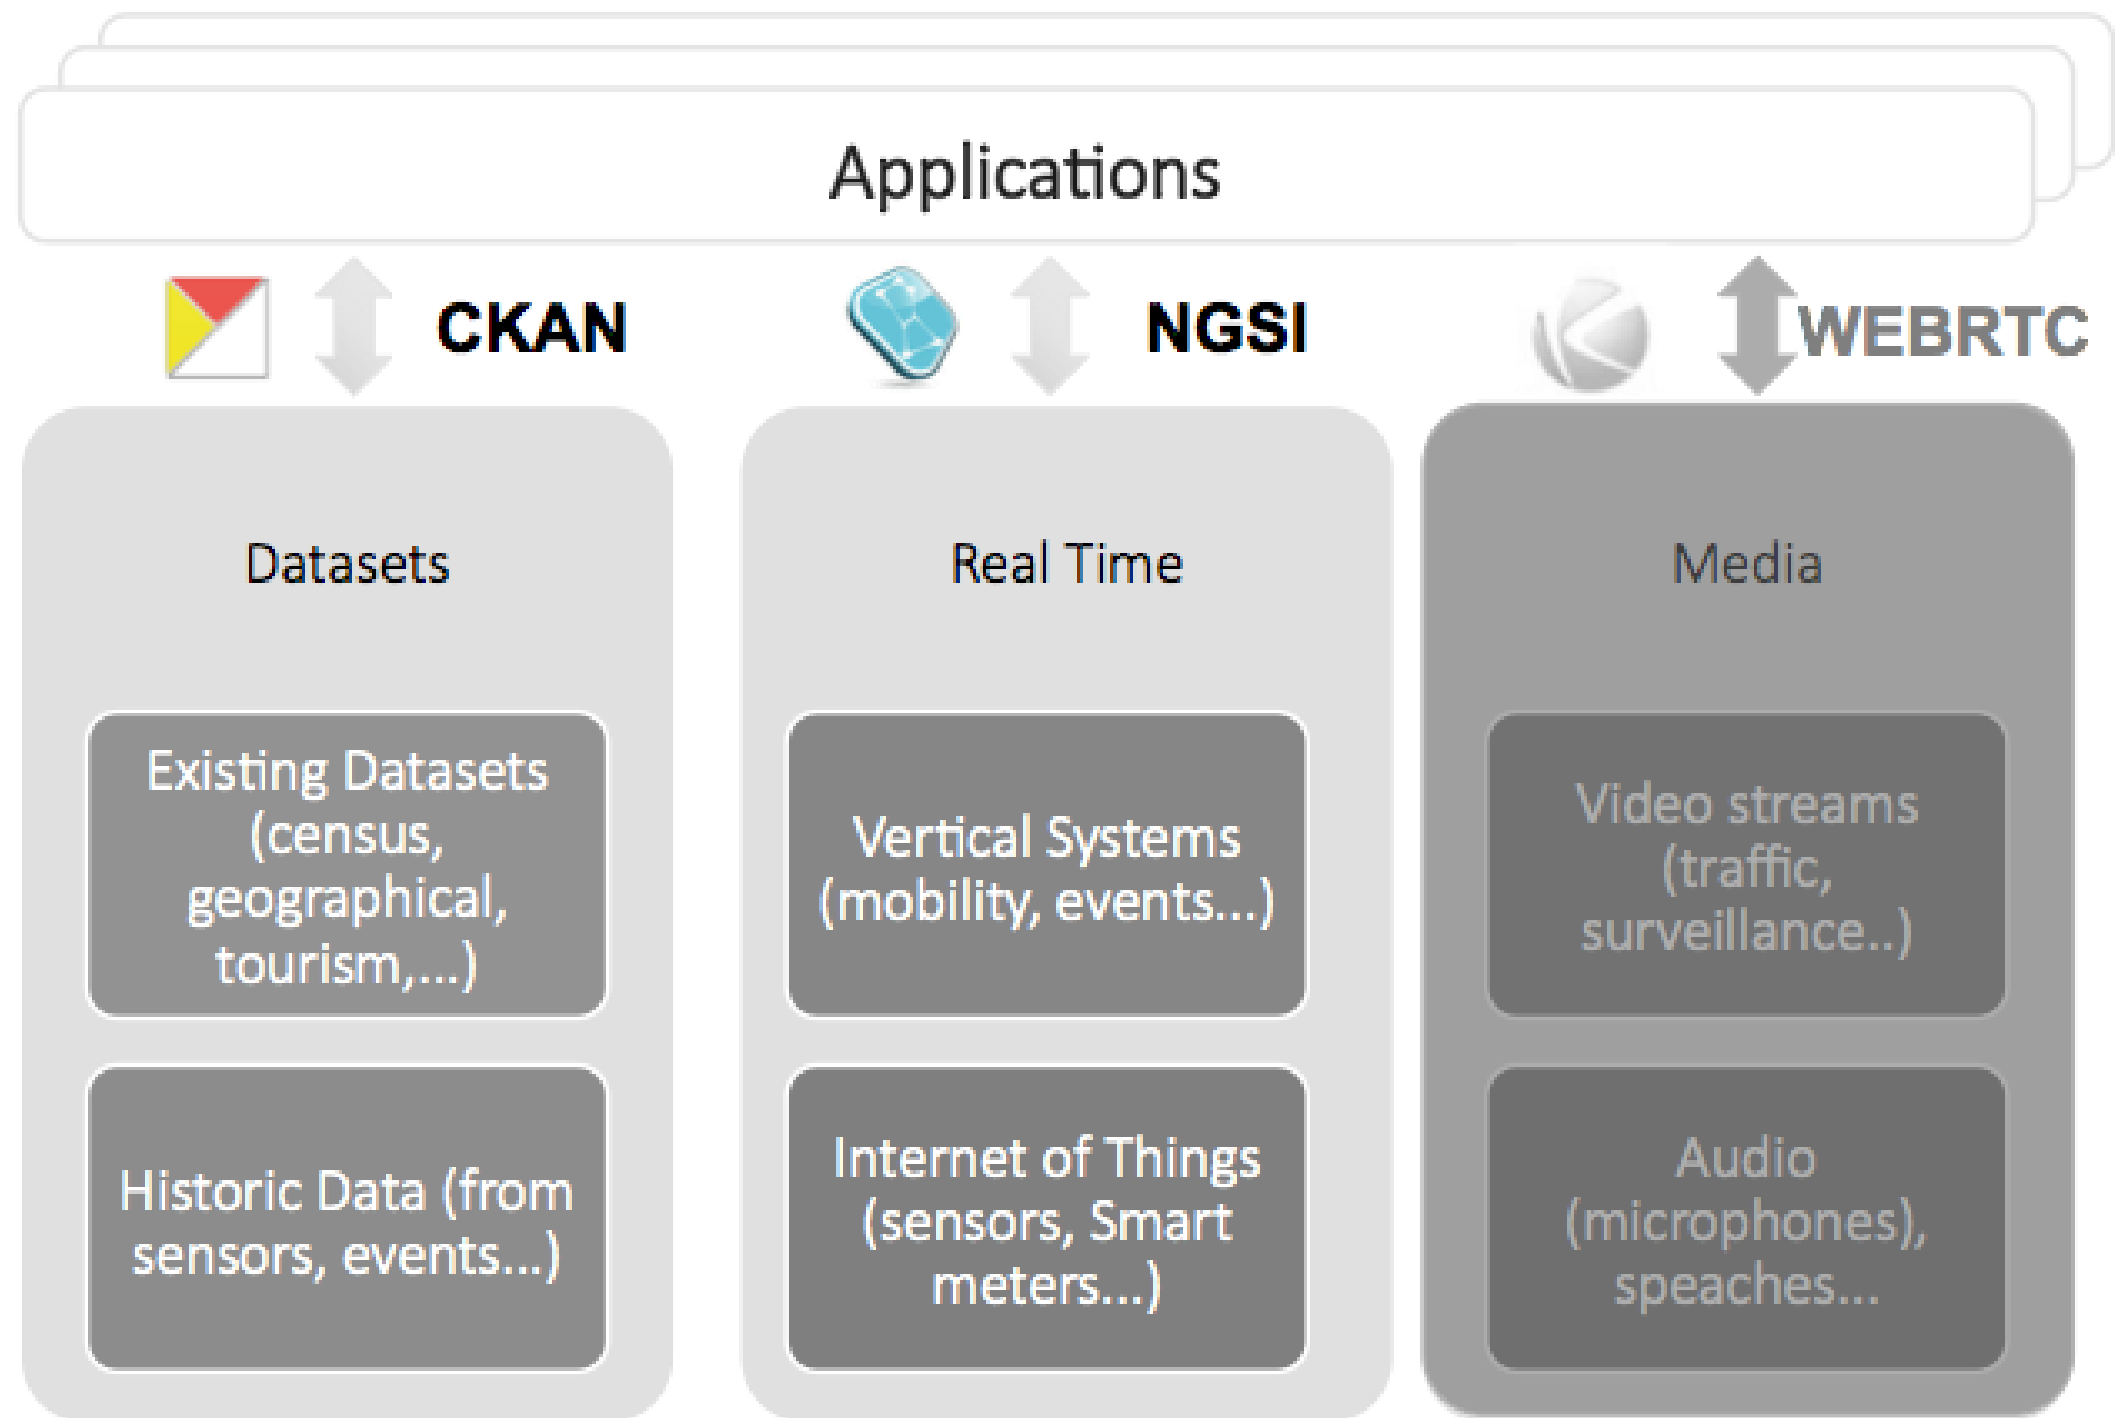 Applications
CKAN
NGSI
WEBRTC
Datasets
Existing Datasets
(census,
geographical,
tourism,...)
Historic Data (from
sensors, events...)
Real Time
Vertical Systems
(mobility, events...)
Internet of Things
(sensors, Smart
meters...)
Media
Video streams
(traffic,
surveillance..)
Audio
(microphones),
speaches...